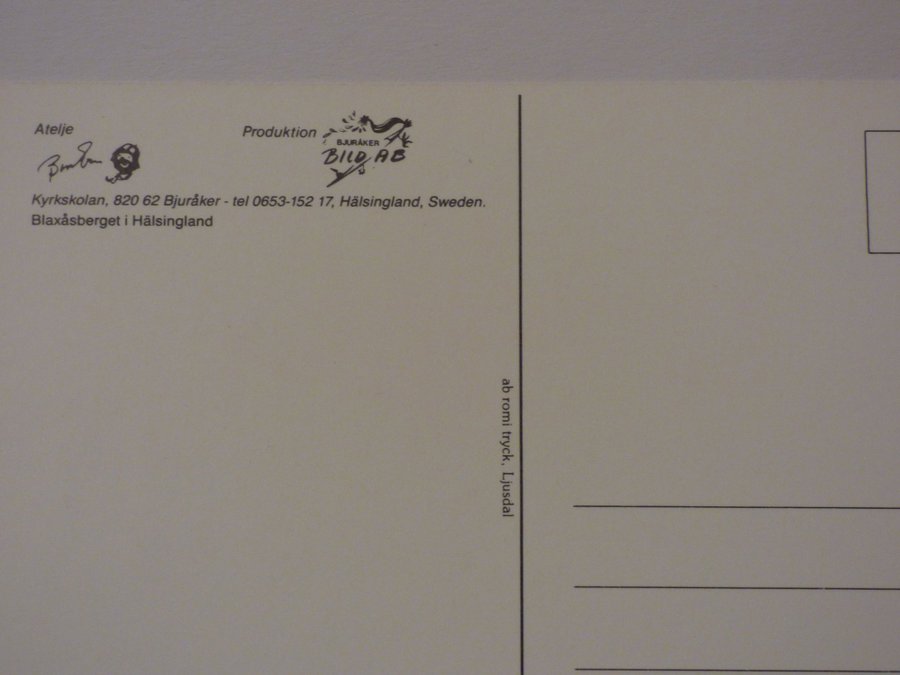 Atelje
Produktion
BJURÅKER
BILD AB
Kyrkskolan, 820 62 Bjuråker - tel 0653-152 17, Hälsingland, Sweden.
Blaxåsberget i Hälsingland
ab romi tryck, Ljusdal